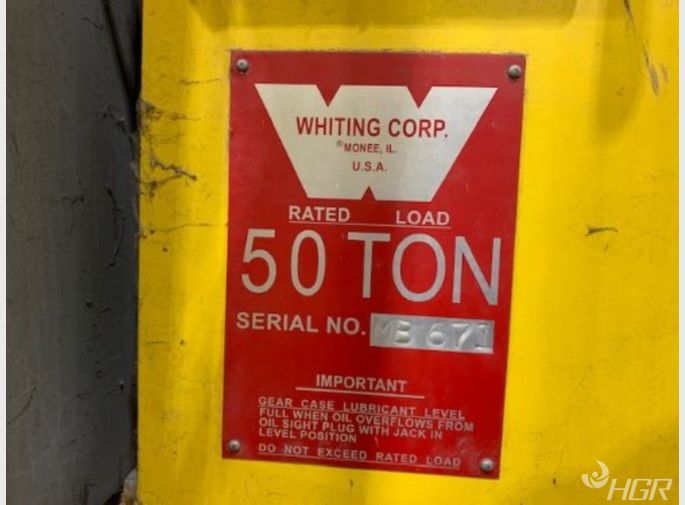 WHITING CORP.
®MONEE, IL.
U.S.A.
RATED LOAD
50 TON
SERIAL NO. MB 671
IMPORTANT
GEAR CASE LUBRICANT LEVEL
FULL WHEN OIL OVERFLOWS FROM
OIL SIGHT PLUG WITH JACK IN
LEVEL POSITION
DO NOT EXCEED RATED LOAD
HGR